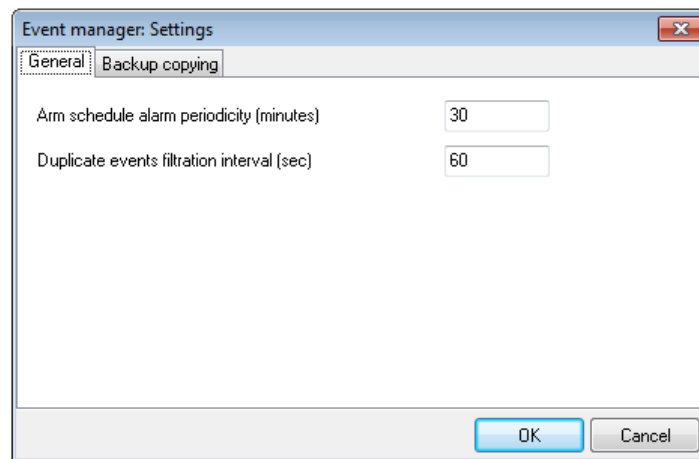 Event manager: Settings
General Backup copying
Arm schedule alarm periodicity (minutes) 30
Duplicate events filtration interval (sec) 60
OK Cancel